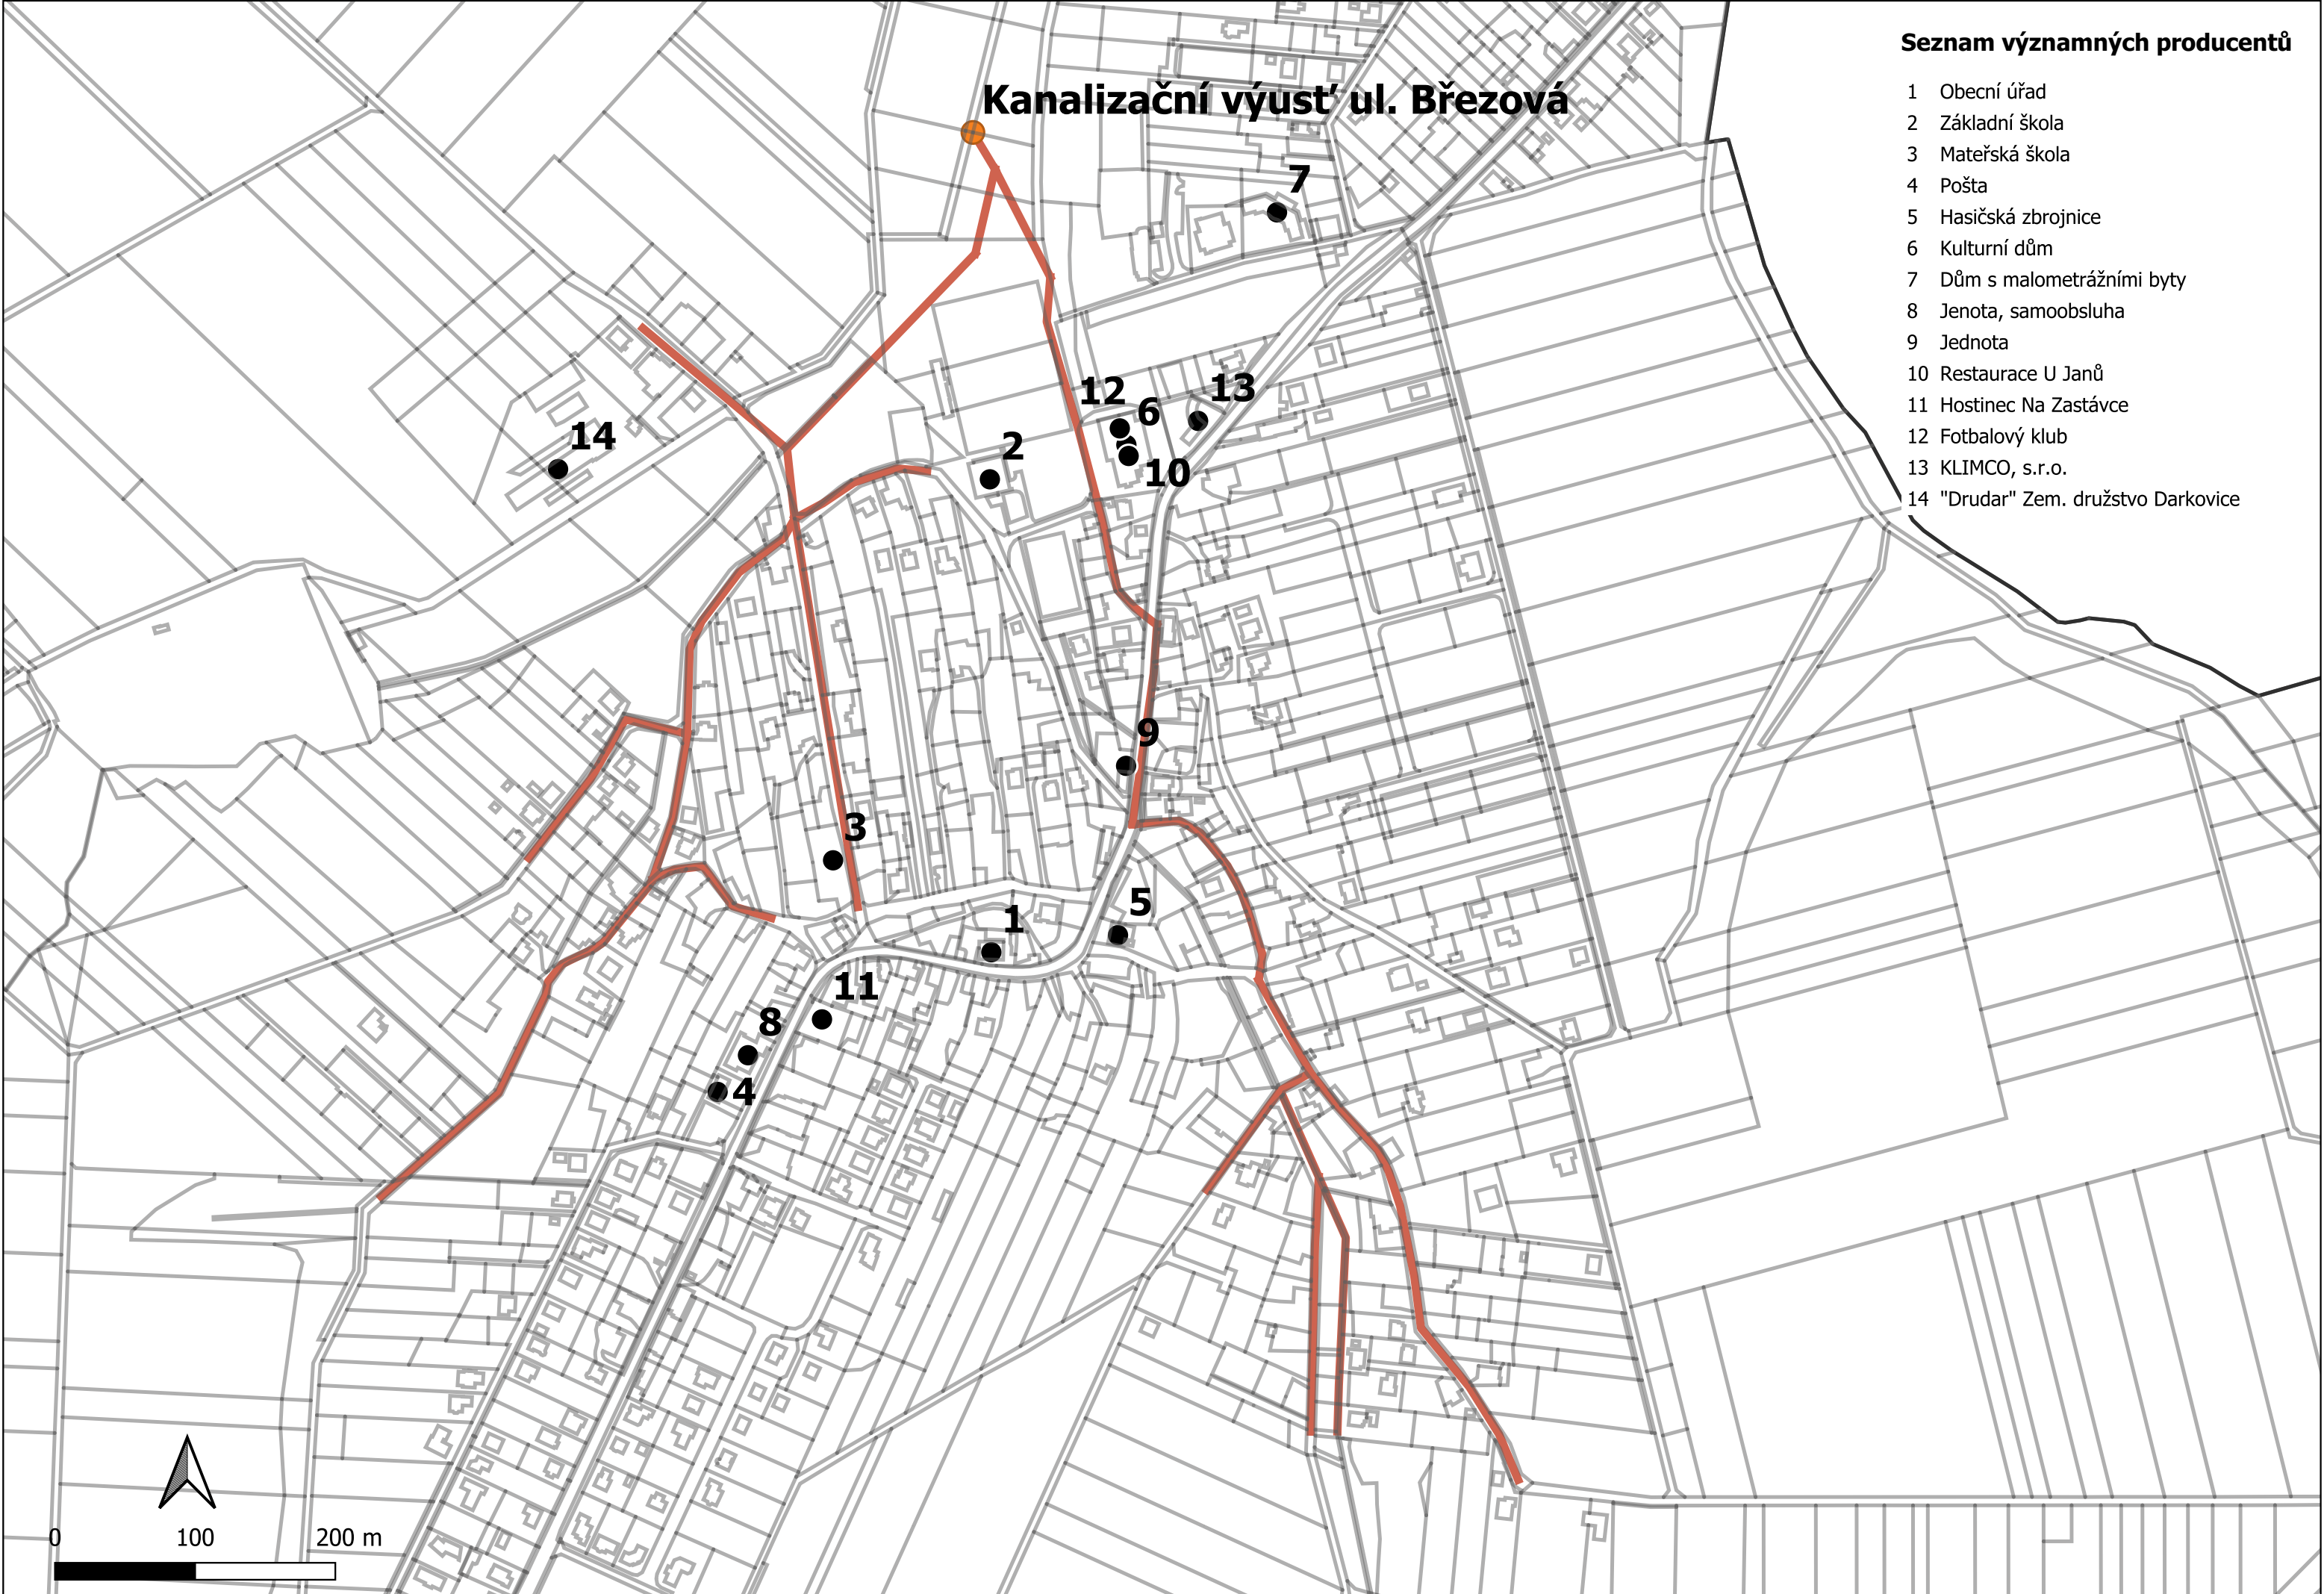 Seznam významných producentů
1 Obecní úřad
2 Základní škola
3 Mateřská škola
4 Pošta
5 Hasičská zbrojnice
6 Kulturní dům
7 Dům s malometrážními byty
8 Jenota, samoobsluha
9 Jednota
10 Restaurace U Janů
11 Hostinec Na Zastávce
12 Fotbalový klub
13 KLIMCO, s.r.o.
14 "Drudar" Zem. družstvo Darkovice
Kanalizační výusť ul. Březová
7
12
6
13
14
2
10
9
3
5
1
11
8
4
0 100 200 m